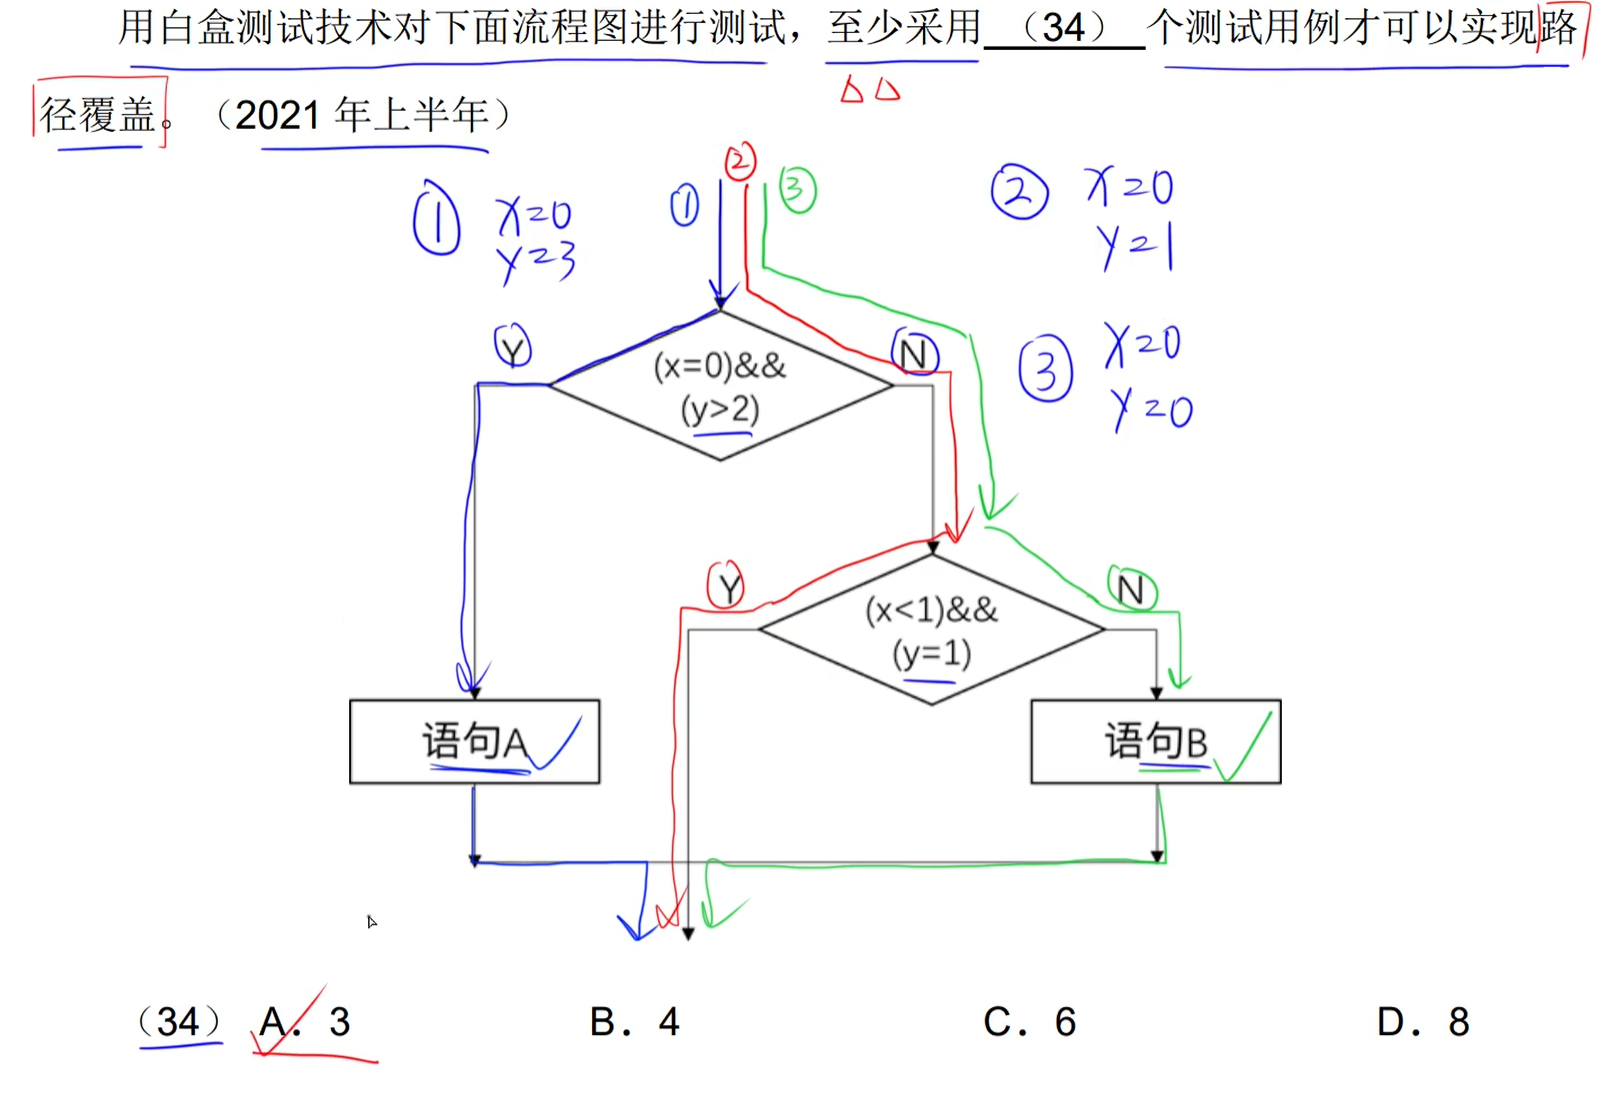 用白盒测试技术对下面流程图进行测试，至少采用（34）个测试用例才可以实现路
径覆盖。（2021 年上半年）
② ① ③
① x=0
y=3
② x=0
y=1
③ x=0
y=0
Y
N
(x=0)&&
(y>2)
Y
N
(x<1)&&
(y=1)
语句A
语句B
（34） A. 3 B. 4 C. 6 D. 8